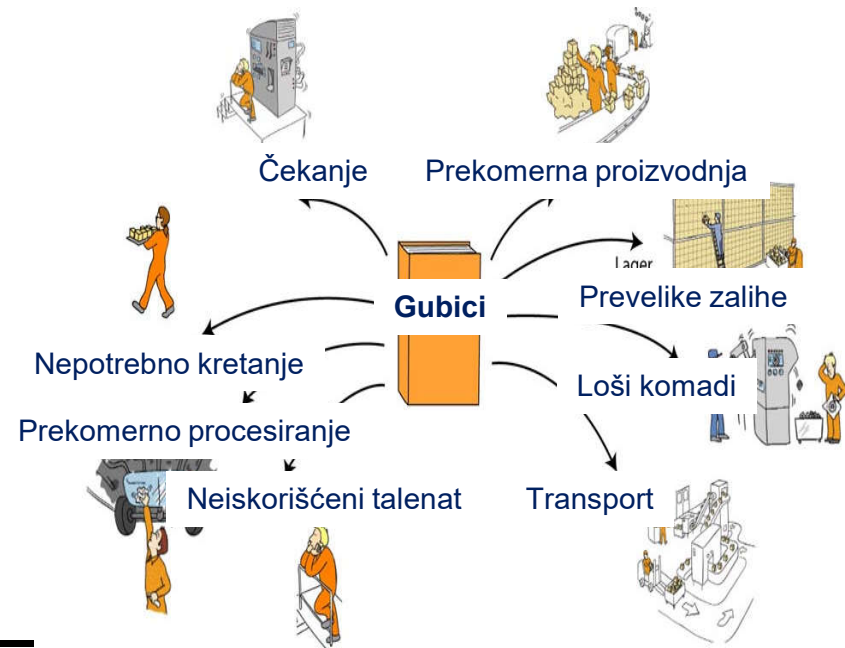 Čekanje
Prekomerna proizvodnja
Lager
Gubici
Prevelike zalihe
Nepotrebno kretanje
Loši komadi
Prekomerno procesiranje
Neiskorišćeni talenat
Transport